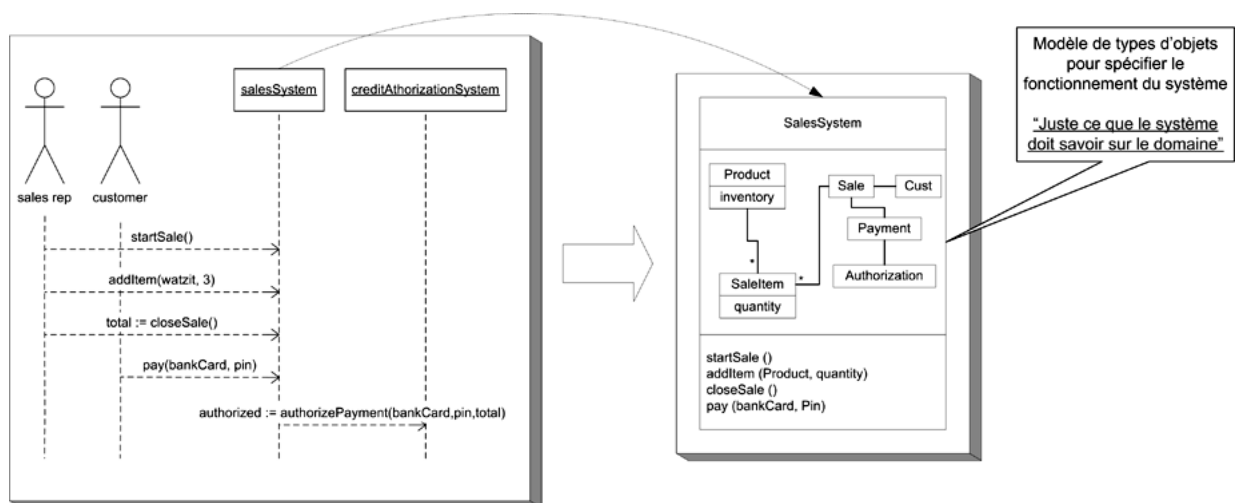 salesSystem
creditAthorizationSystem
sales rep
customer
startSale()
addItem(watzit, 3)
total := closeSale()
pay(bankCard, pin)
authorized := authorizePayment(bankCard,pin,total)
SalesSystem
Product
inventory
Sale
Cust
Payment
Authorization
*
SaleItem
*
quantity
startSale ()
addItem (Product, quantity)
closeSale ()
pay (bankCard, Pin)
Modèle de types d'objets
pour spécifier le
fonctionnement du système
“Juste ce que le système
doit savoir sur le domaine”